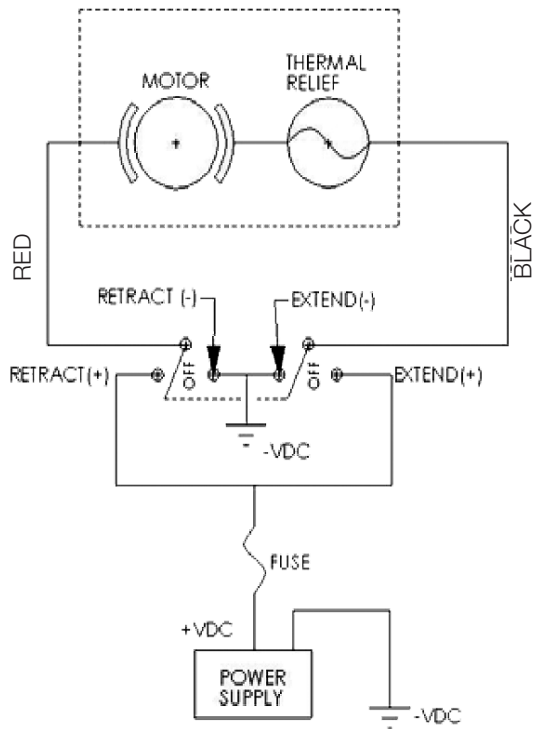 THERMAL
RELIEF
MOTOR
RED
BLACK
RETRACT (-)
EXTEND(-)
RETRACT(+)
OFF
OFF
EXTEND(+)
-VDC
FUSE
+VDC
POWER
SUPPLY
-VDC